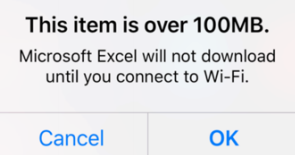 This item is over 100MB.
Microsoft Excel will not download
until you connect to Wi-Fi.
Cancel
OK